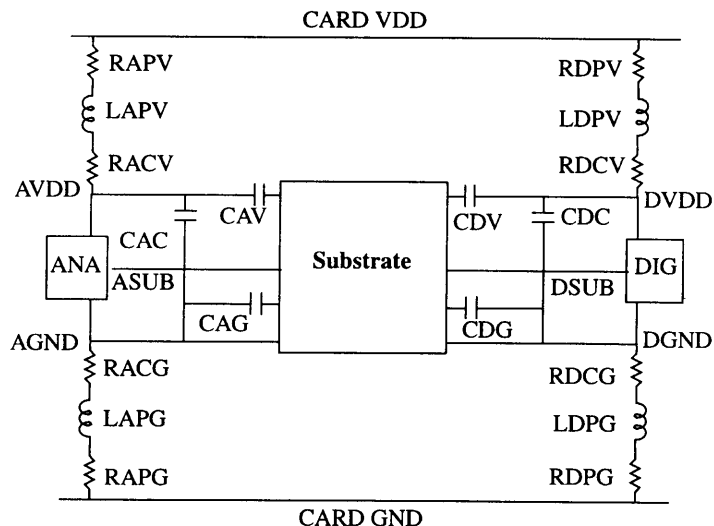 CARD VDD
RAPV
RDPV
LAPV
LDPV
RACV
RDCV
AVDD
DVDD
CAV
CDV
CDC
CAC
ANA
Substrate
DIG
ASUB
DSUB
CAG
CDG
AGND
DGND
RACG
RDCG
LAPG
LDPG
RAPG
RDPG
CARD GND